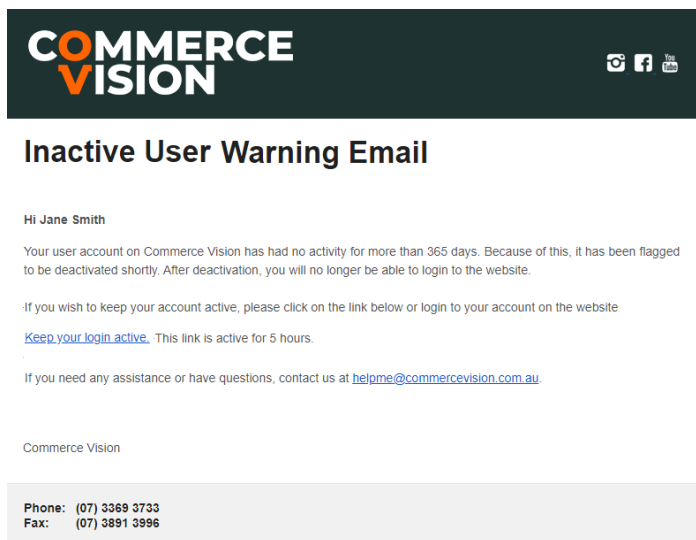 COMMERCE
VISION
You
Tube
Inactive User Warning Email
Hi Jane Smith
Your user account on Commerce Vision has had no activity for more than 365 days. Because of this, it has been flagged
to be deactivated shortly. After deactivation, you will no longer be able to login to the website.
If you wish to keep your account active, please click on the link below or login to your account on the website
Keep your login active. This link is active for 5 hours.
If you need any assistance or have questions, contact us at helpme@commercevision.com.au.
Commerce Vision
Phone: (07) 3369 3733
Fax: (07) 3891 3996